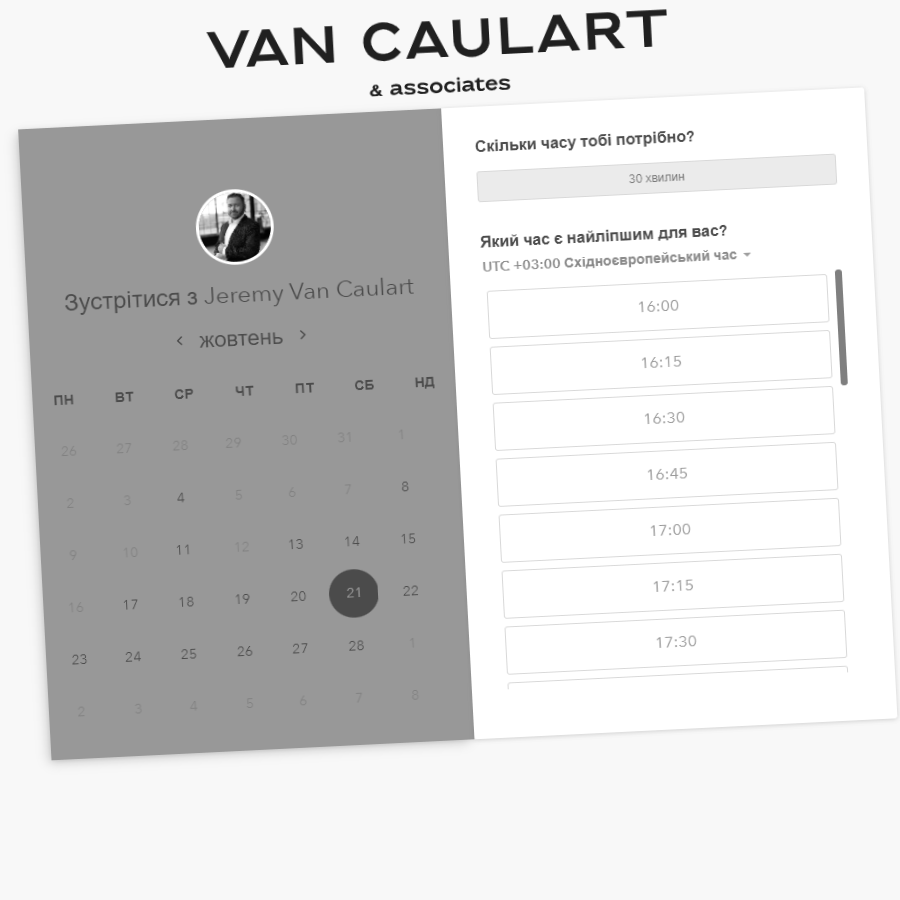 VAN CAULART
& associates
Зустрітися з Jeremy Van Caulart
жовтень
ПН ВТ СР ЧТ ПТ СБ НД
26 27 28 29 30 31 1
2 3 4 5 6 7 8
9 10 11 12 13 14 15
16 17 18 19 20 21 22
23 24 25 26 27 28 1
2 3 4 5 6 7 8
Скільки часу тобі потрібно?
30 хвилин
Який час є найліпшим для вас?
UTC +03:00 Східноєвропейський час
16:00
16:15
16:30
16:45
17:00
17:15
17:30